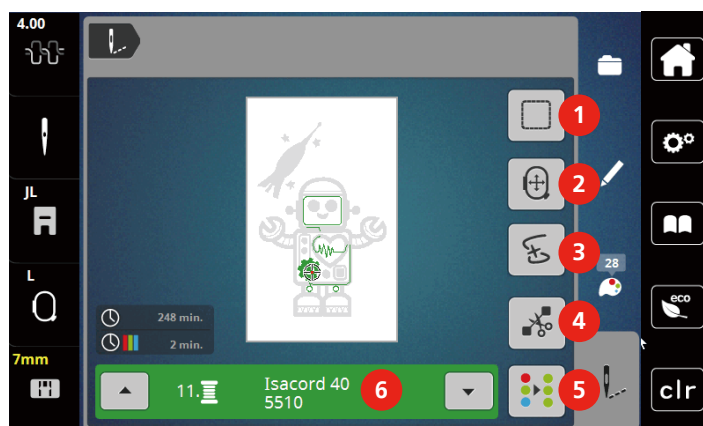 4.00
1
2
JL
3
28
L
eco
248 min.
4
2 min.
7mm
11.
Isacord 40
5510
6
5
clr